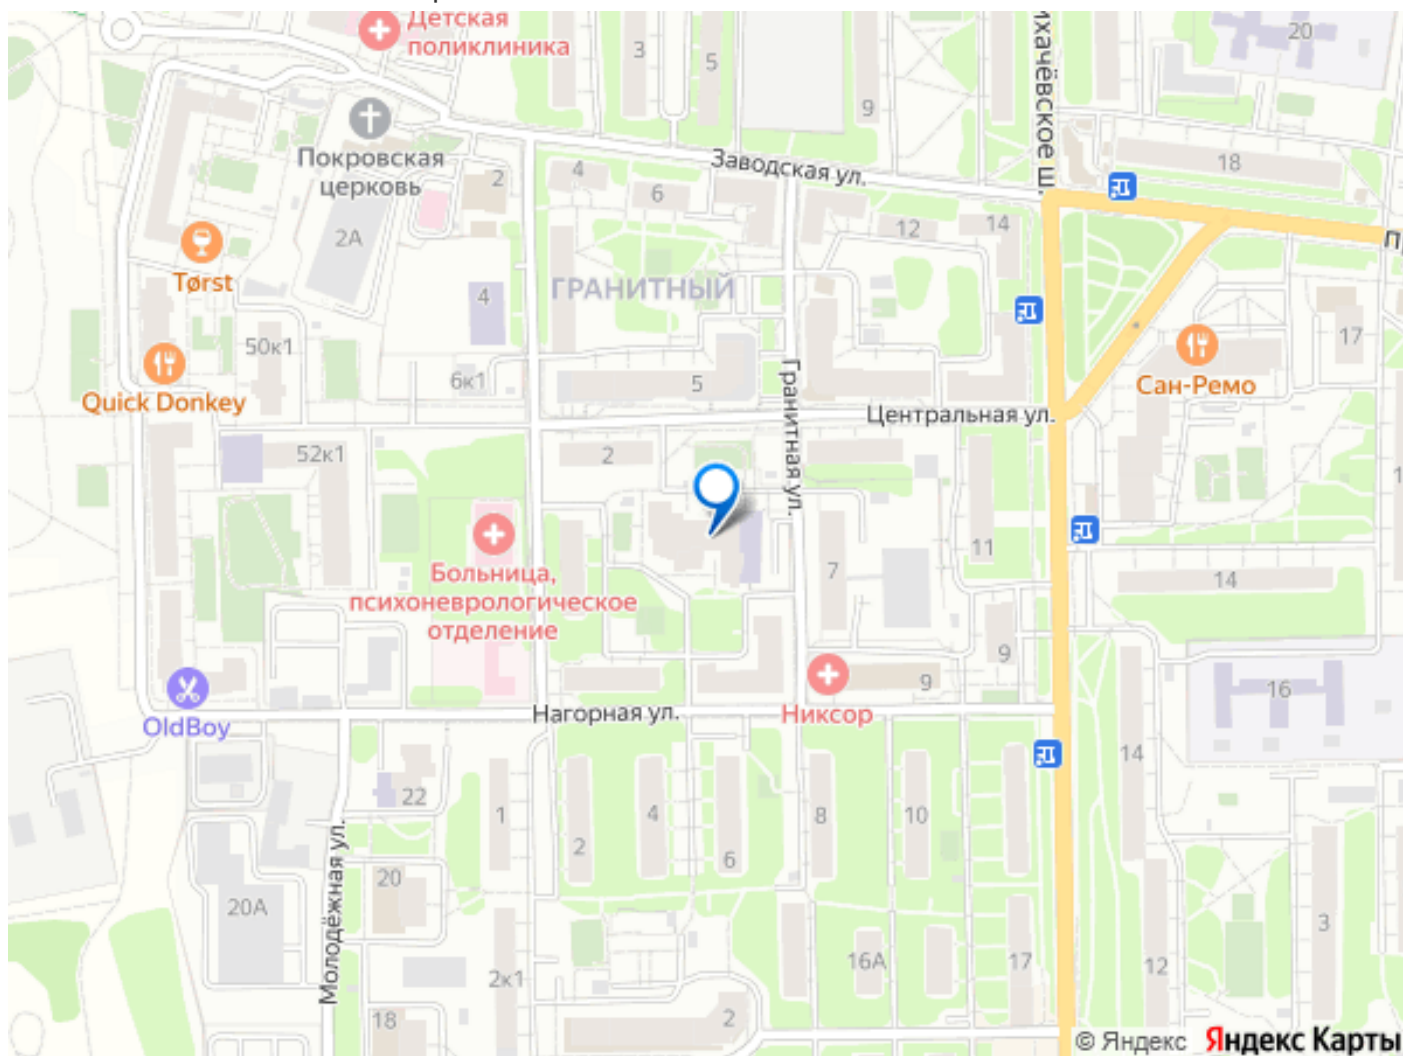 Детская
поликлиника
3
5
9
20
ихачёвское ш.
18
Покровская
церковь
2
2А
Заводская ул.
4
6
12
14
Tørst
ГРАНИТНЫЙ
4
50к1
6к1
5
17
Quick Donkey
Сан-Ремо
Гранитная ул.
Центральная ул.
52к1
2
11
7
14
Больница,
психоневрологическое
отделение
9
9
16
OldBoy
Нагорная ул.
Никсор
14
22
1
2
4
6
8
10
Молодёжная ул.
20
20А
3
2к1
16А
17
12
18
2
© Яндекс Яндекс Карты